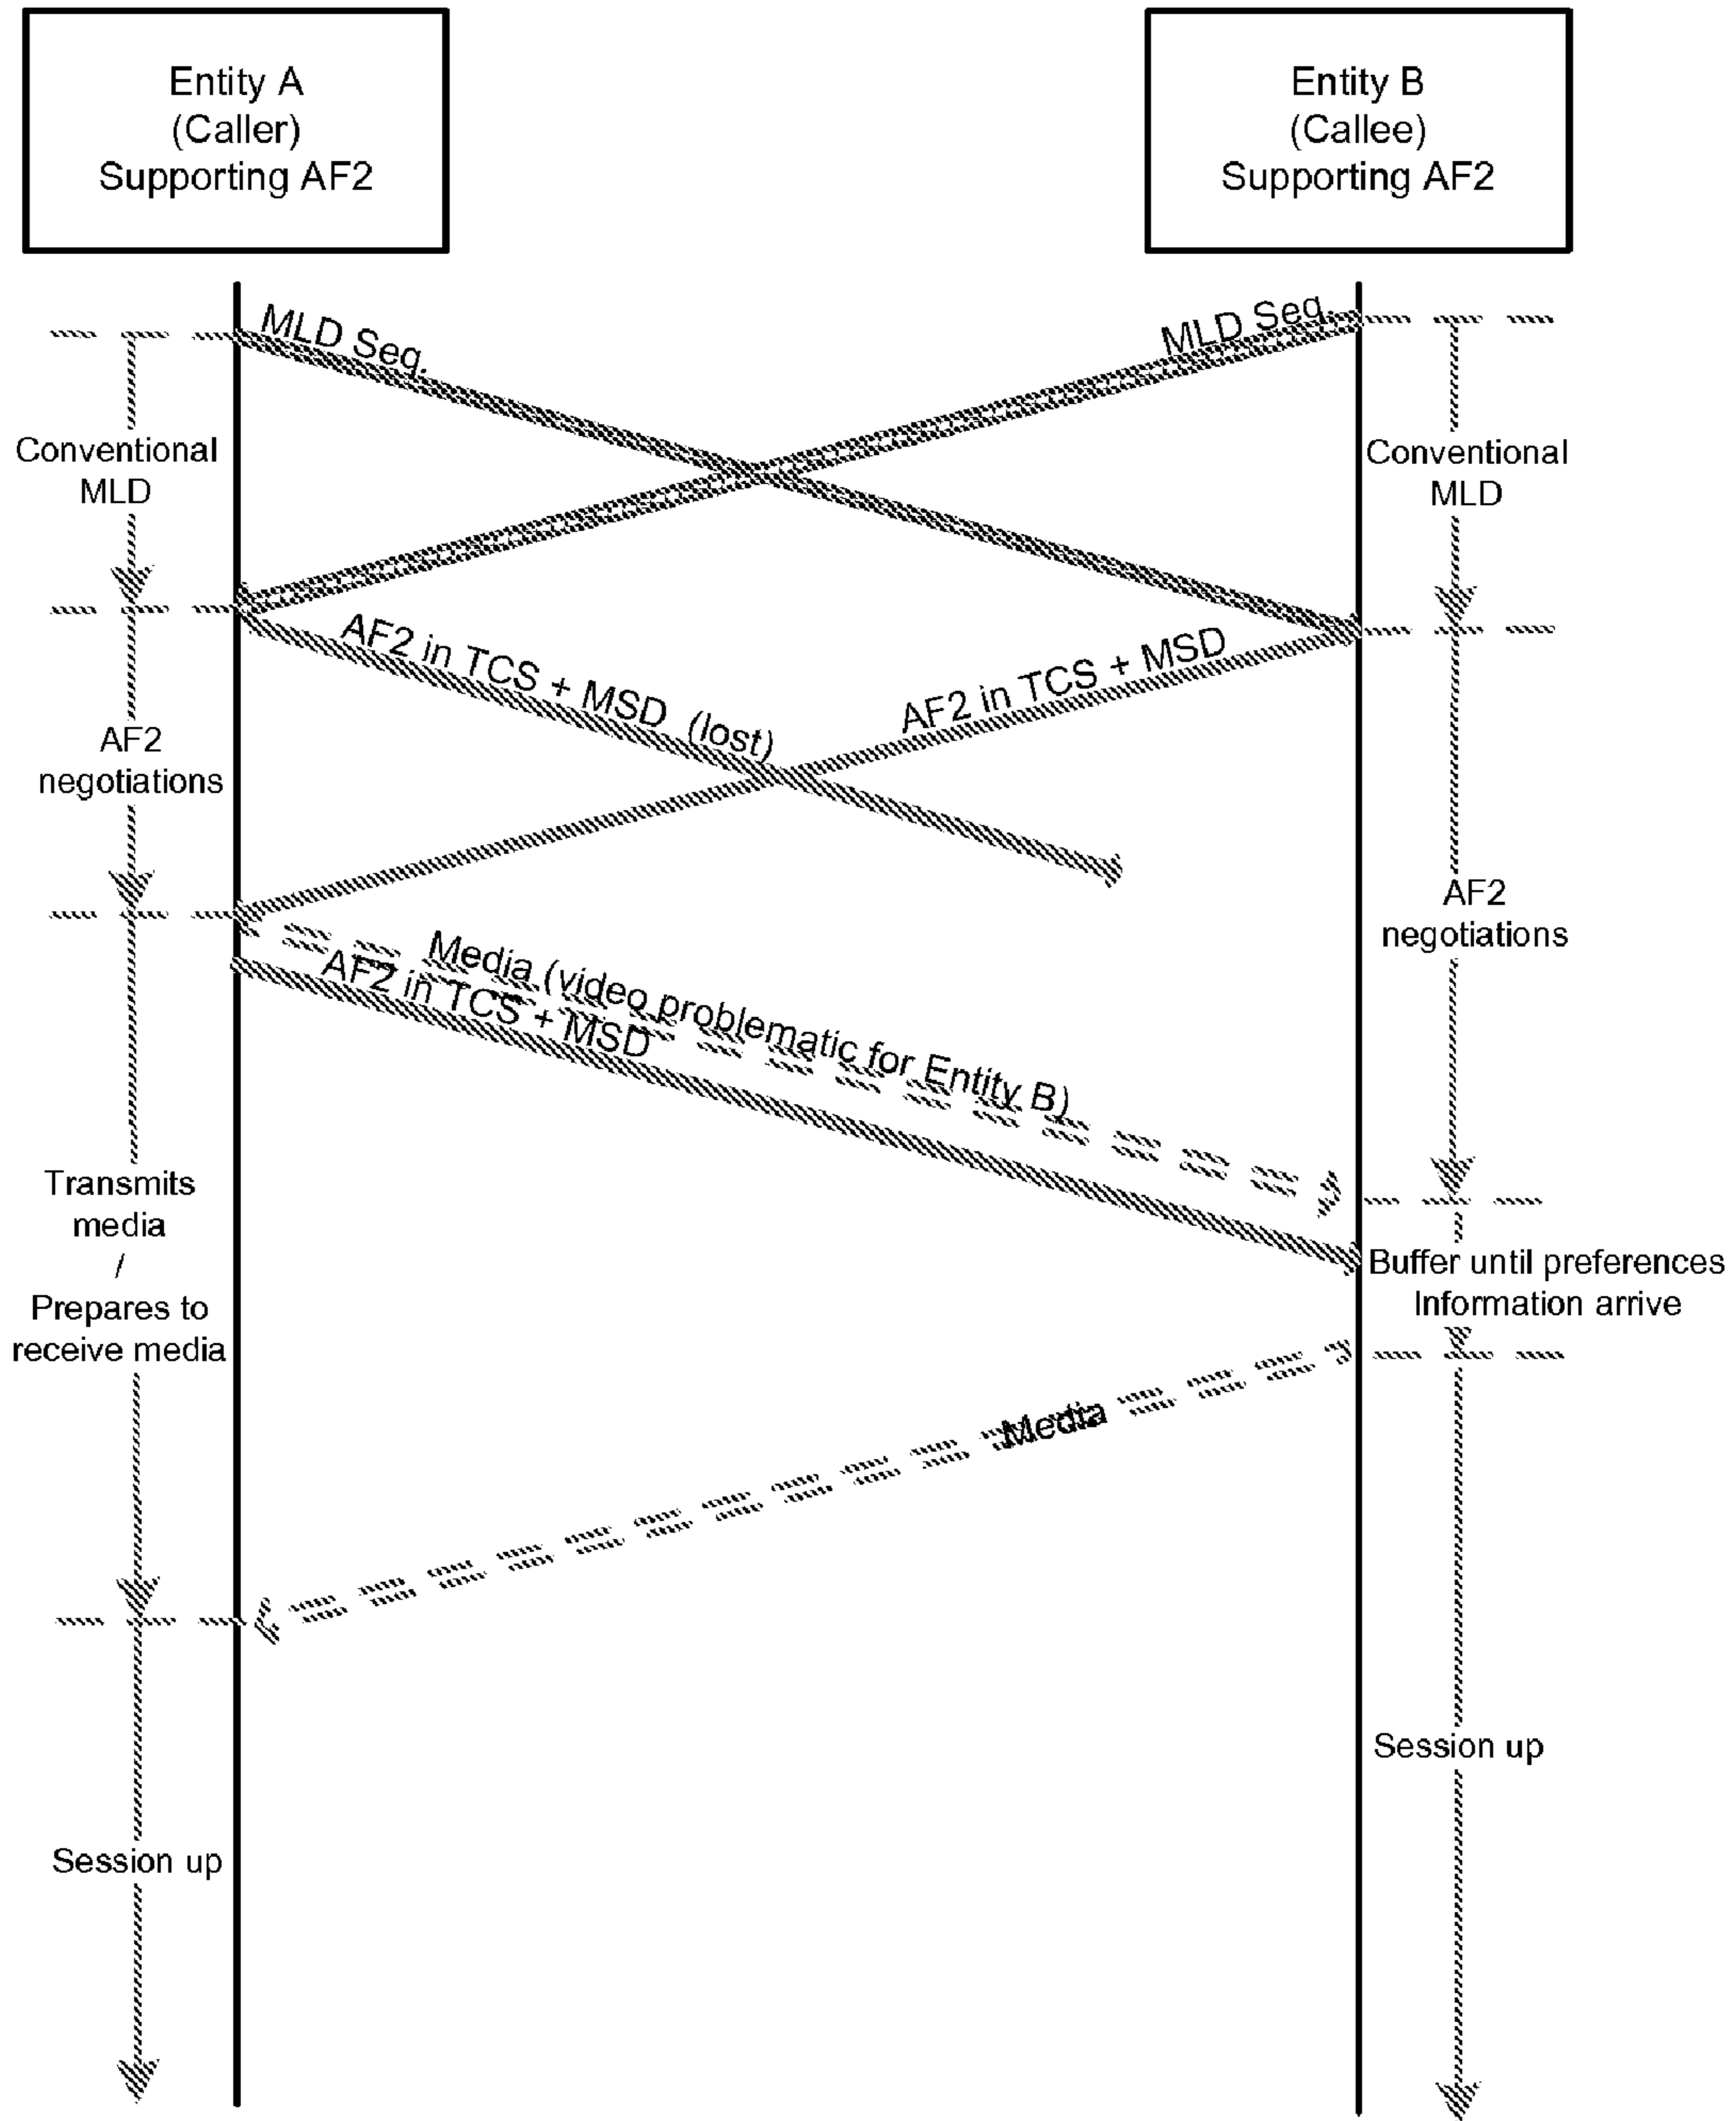 Entity A
(Caller)
Supporting AF2
Entity B
(Callee)
Supporting AF2
MLD Seq.
MLD Seq.
Conventional
MLD
Conventional
MLD
AF2 in TCS + MSD (lost)
AF2 in TCS + MSD
AF2
negotiations
AF2
negotiations
Media (video problematic for Entity B)
AF2 in TCS + MSD
Transmits
media
/
Prepares to
receive media
Buffer until preferences
Information arrive
Media
Session up
Session up